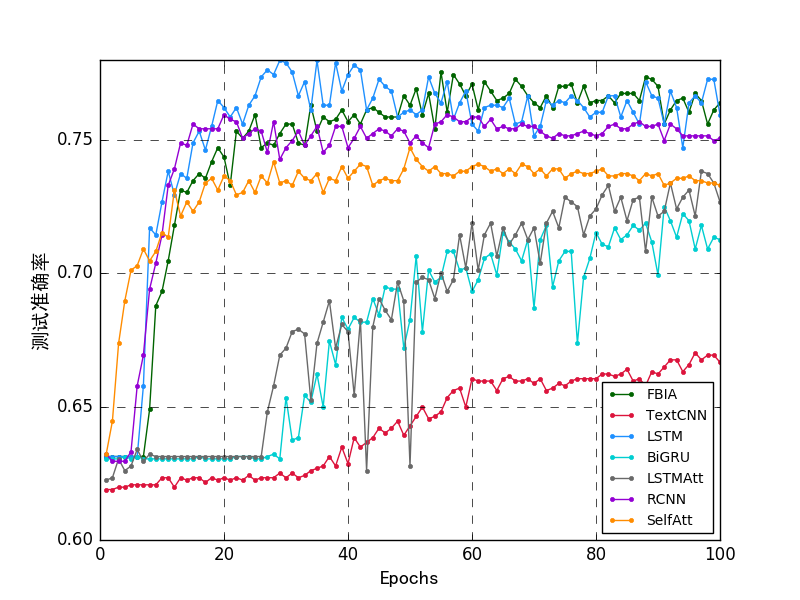 0.75
0.70
0.65
0.60
测试准确率
0
20
40
60
80
100
Epochs
FBIA
TextCNN
LSTM
BiGRU
LSTMAtt
RCNN
SelfAtt